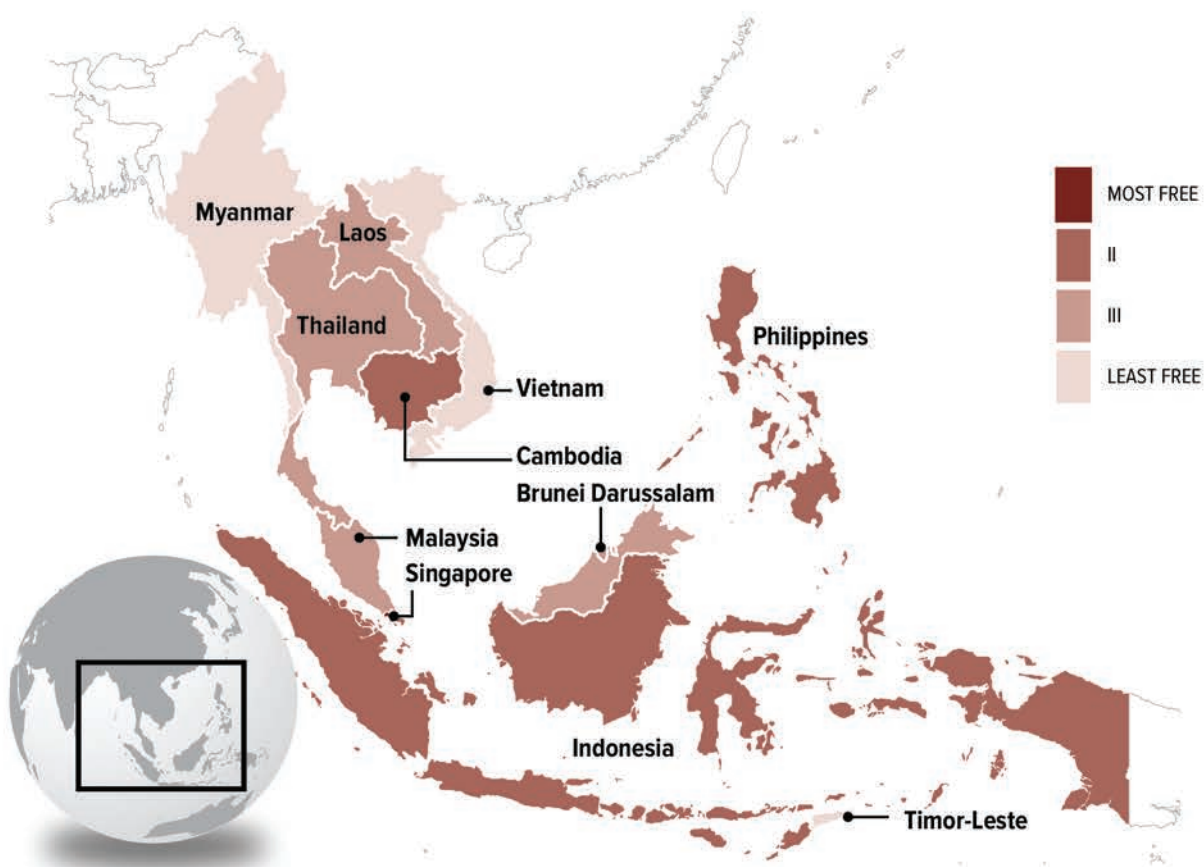 Myanmar
Laos
Thailand
Philippines
Vietnam
Cambodia
Brunei Darussalam
Malaysia
Singapore
Indonesia
Timor-Leste
MOST FREE
II
III
LEAST FREE